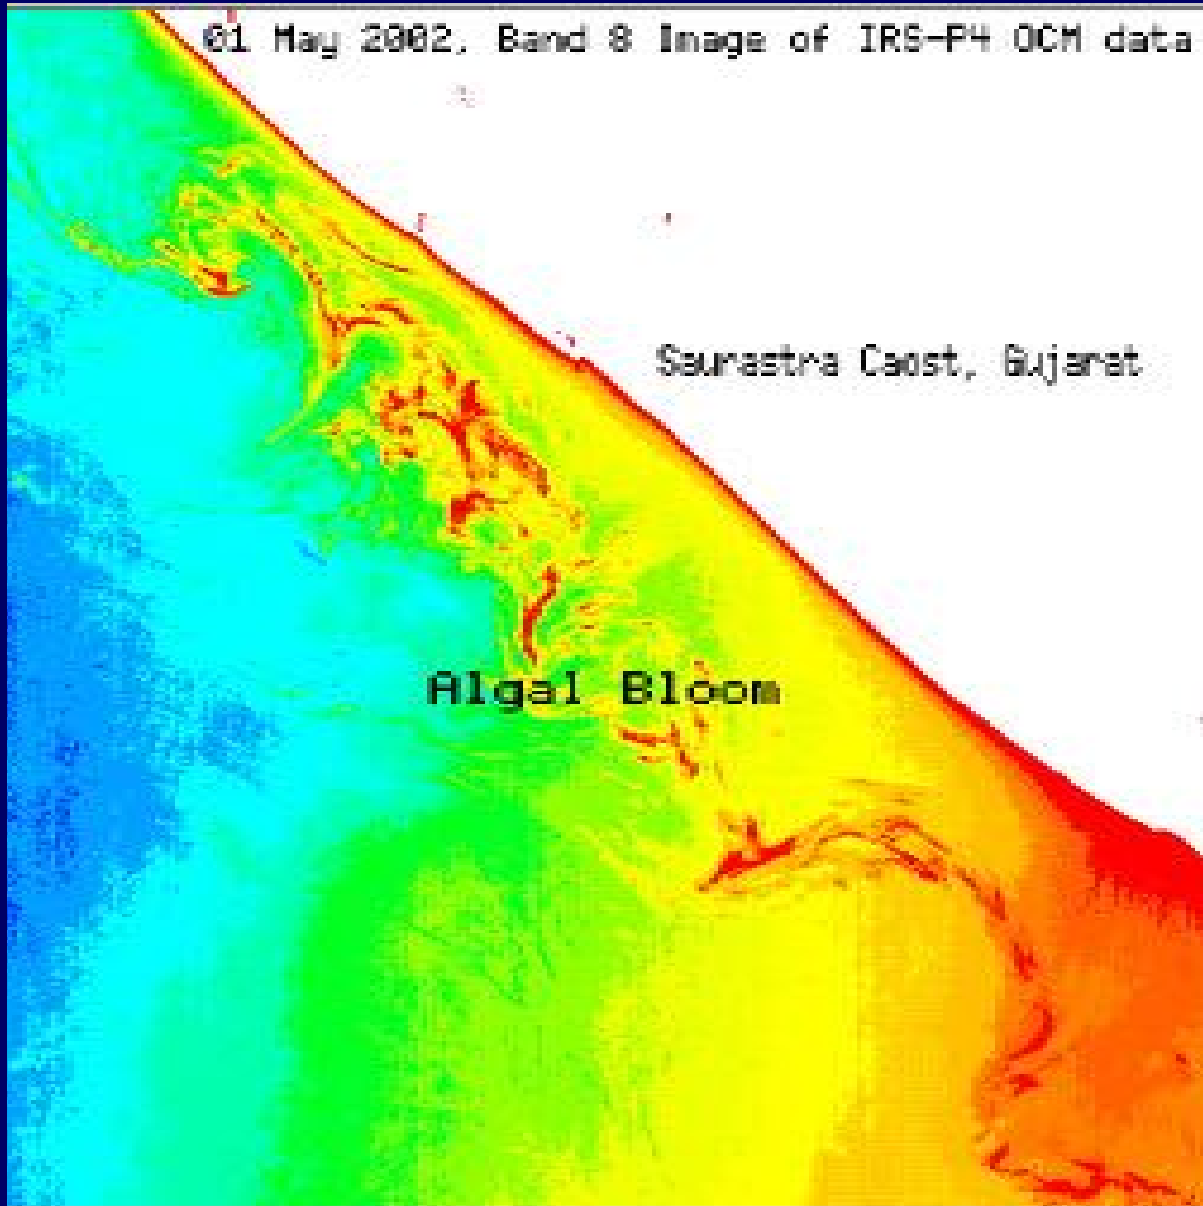 01 May 2002, Band 8 Image of IRS-P4 OCM data
Saurastra Caost, Gujarat
Algal Bloom